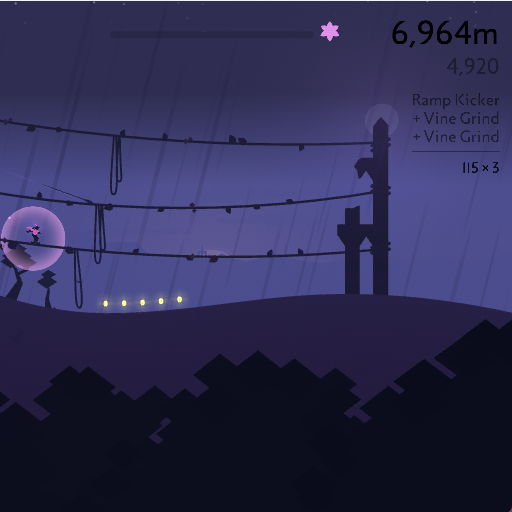 6,964m
4,920
Ramp Kicker
+ Vine Grind
+ Vine Grind
115 × 3